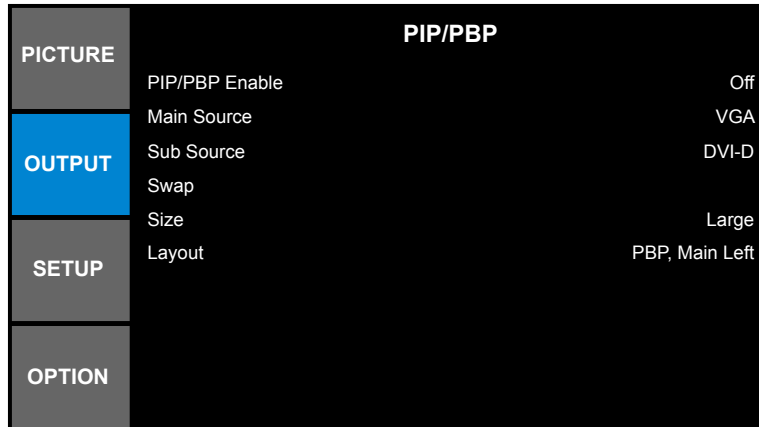 PICTURE
OUTPUT
SETUP
OPTION
PIP/PBP
PIP/PBP Enable Off
Main Source VGA
Sub Source DVI-D
Swap
Size Large
Layout PBP, Main Left